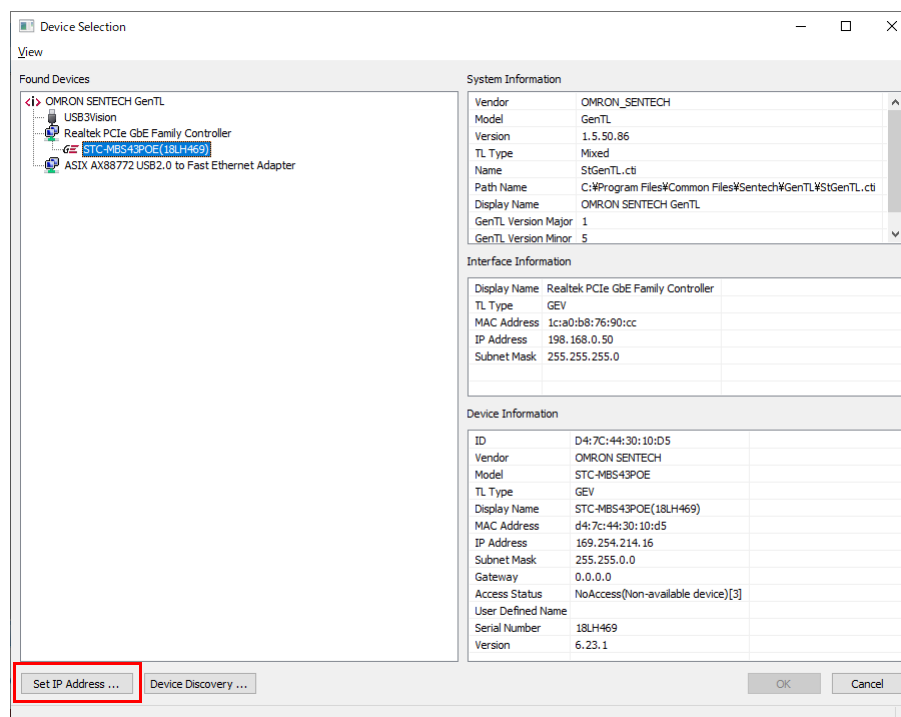 Device Selection
View
Found Devices
<i> OMRON SENTECH GenTL
USB3Vision
Realtek PCIe GbE Family Controller
GE STC-MBS43POE(18LH469)
ASIX AX88772 USB2.0 to Fast Ethernet Adapter
System Information
Vendor OMRON_SENTECH
Model GenTL
Version 1.5.50.86
TL Type Mixed
Name StGenTL.cti
Path Name C:¥Program Files¥Common Files¥Sentech¥GenTL¥StGenTL.cti
Display Name OMRON SENTECH GenTL
GenTL Version Major 1
GenTL Version Minor 5
Interface Information
Display Name Realtek PCIe GbE Family Controller
TL Type GEV
MAC Address 1c:a0:b8:76:90:cc
IP Address 198.168.0.50
Subnet Mask 255.255.255.0
Device Information
ID D4:7C:44:30:10:D5
Vendor OMRON SENTECH
Model STC-MBS43POE
TL Type GEV
Display Name STC-MBS43POE(18LH469)
MAC Address d4:7c:44:30:10:d5
IP Address 169.254.214.16
Subnet Mask 255.255.0.0
Gateway 0.0.0.0
Access Status NoAccess(Non-available device)[3]
User Defined Name
Serial Number 18LH469
Version 6.23.1
Set IP Address ... Device Discovery ... OK Cancel